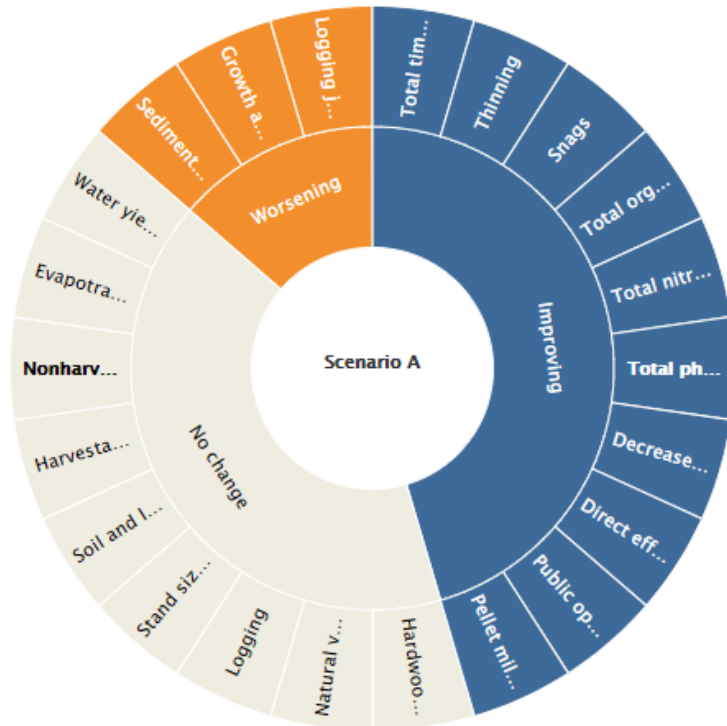 Scenario A
Improving
Total tim...
Thinning
Snags
Total org...
Total nitr...
Total ph...
Decrease...
Direct eff...
Public op...
Pellet mil...
No change
Hardwoo...
Natural v...
Logging
Stand siz...
Soil and l...
Harvesta...
Nonharv...
Evapotra...
Water yie...
Worsening
Sediment...
Growth a...
Logging j...